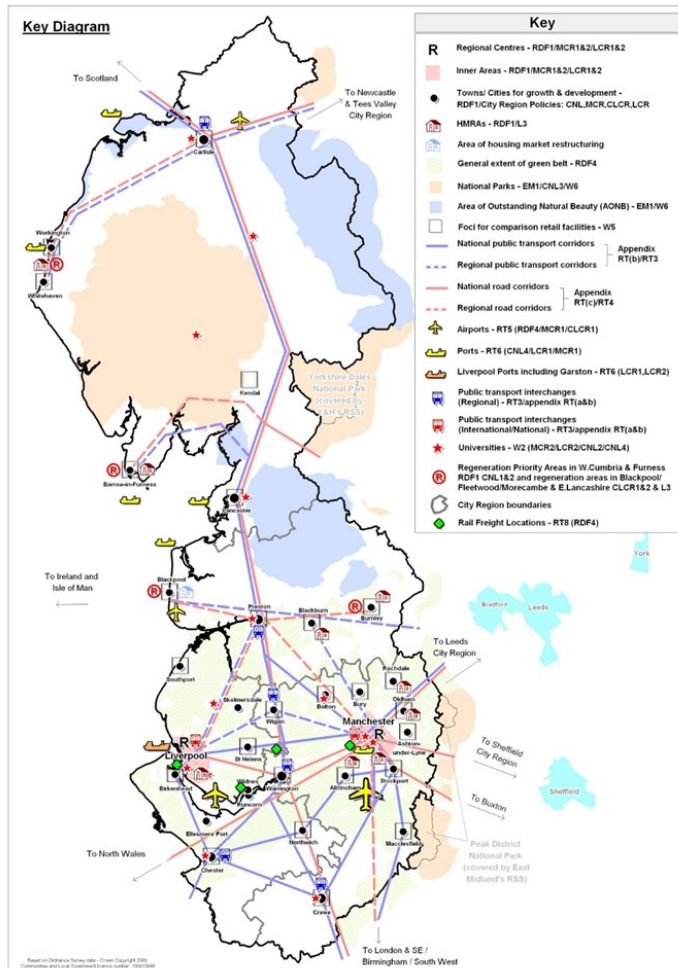 Key Diagram
Key
R Regional Centres - RDF1/MCR1&2/LCR1&2
Inner Areas - RDF1/MCR1&2/LCR1&2
Towns/ Cities for growth & development -
RDF1/City Region Policies: CNL,MCR,CLCR,LCR
HMRAs - RDF1/L3
Area of housing market restructuring
General extent of green belt - RDF4
National Parks - EM1/CNL3/W6
Area of Outstanding Natural Beauty (AONB) - EM1/W6
Foci for comparison retail facilities - W5
National public transport corridors
Regional public transport corridors
Appendix
RT(b)/RT3
National road corridors
Regional road corridors
Appendix
RT(c)/RT4
Airports - RT5 (RDF4/MCR1/CLCR1)
Ports - RT6 (CNL4/LCR1/MCR1)
Liverpool Ports including Garston - RT6 (LCR1,LCR2)
Public transport interchanges
(Regional) - RT3/appendix RT(a&b)
Public transport interchanges
(International/National) - RT3/appendix RT(a&b)
Universities - W2 (MCR2/LCR2/CNL2/CNL4)
R Regeneration Priority Areas in W.Cumbria & Furness
RDF1 CNL1&2 and regeneration areas in Blackpool/
Fleetwood/Morecambe & E.Lancashire CLCR1&2 & L3
City Region boundaries
Rail Freight Locations - RT8 (RDF4)
To Scotland
To Newcastle
& Tees Valley
City Region
Carlisle
Workington
R
Whitehaven
Kendal
Yorkshire Dales
National Park
(covered by
Y&H's RSS)
R
Barrow-in-Furness
Lancaster
To Ireland and
Isle of Man
Blackpool
R
Preston
Blackburn
R
Burnley
York
Bradford
Leeds
To Leeds
City Region
Southport
Skelmersdale
Wigan
Bolton
Bury
Rochdale
Oldham
Manchester
R
Ashton-
under-Lyne
R
Liverpool
St Helens
Birkenhead
Widnes
Runcorn
Warrington
Altrincham
Stockport
To Sheffield
City Region
Sheffield
To Buxton
Ellesmere Port
Northwich
Macclesfield
Peak District
National Park
(covered by East
Midland's RSS)
To North Wales
Chester
Crewe
To London & SE /
Birmingham / South West
Based on Ordnance Survey data - Crown Copyright